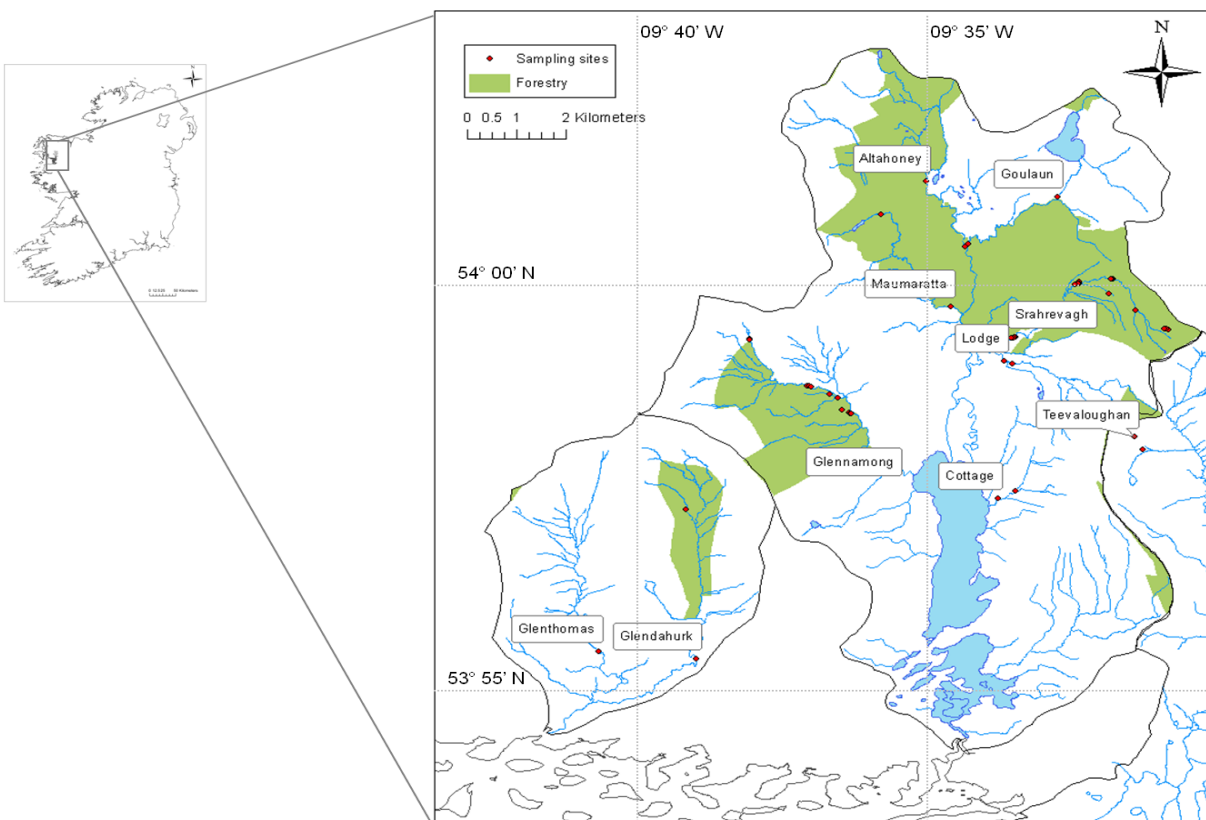 09° 40' W
09° 35' W
N
N
Sampling sites
Forestry
0 0.5 1 2 Kilometers
Altahoney
Goulaun
54° 00' N
Maumaratta
Srahrevagh
Lodge
Teevaloughan
Glennamong
Cottage
Glenthomas
Glendahurk
53° 55' N